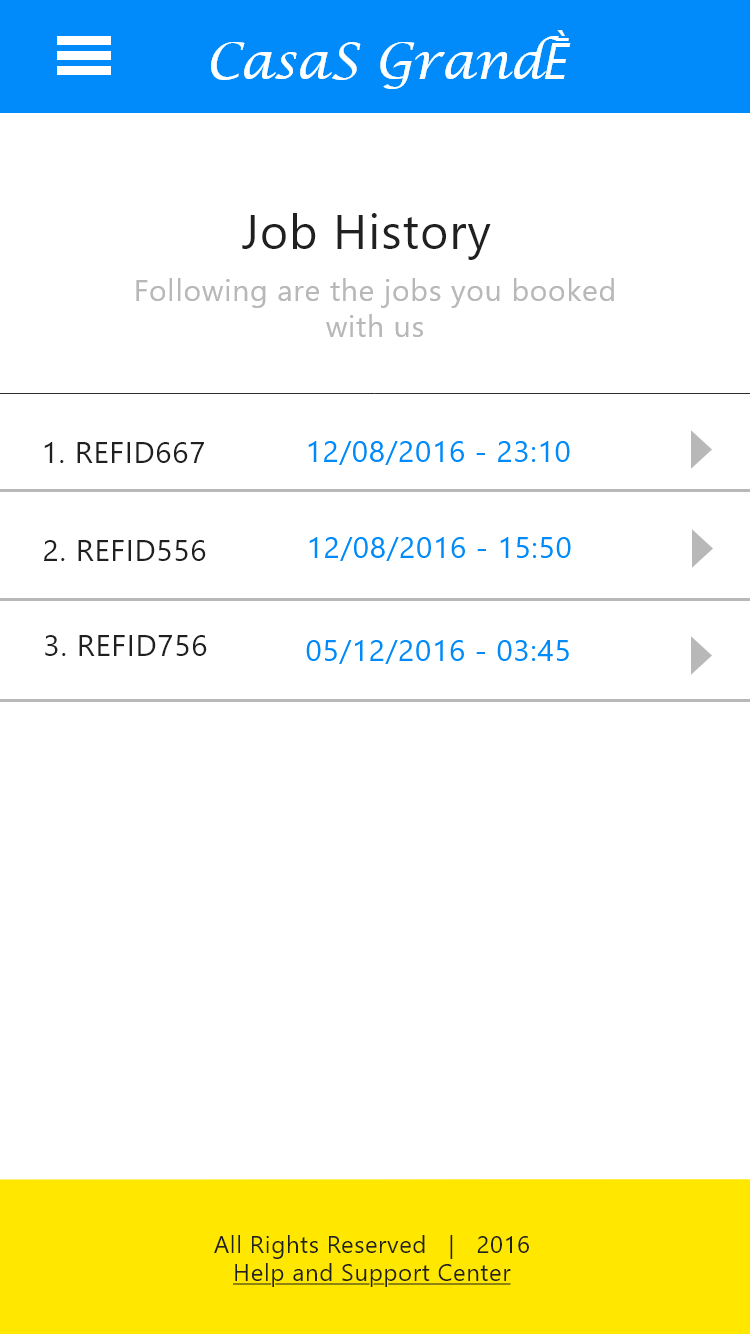 CasaS GrandÈ
Job History
Following are the jobs you booked
with us
1. REFID667 12/08/2016 - 23:10
2. REFID556 12/08/2016 - 15:50
3. REFID756 05/12/2016 - 03:45
All Rights Reserved | 2016
Help and Support Center